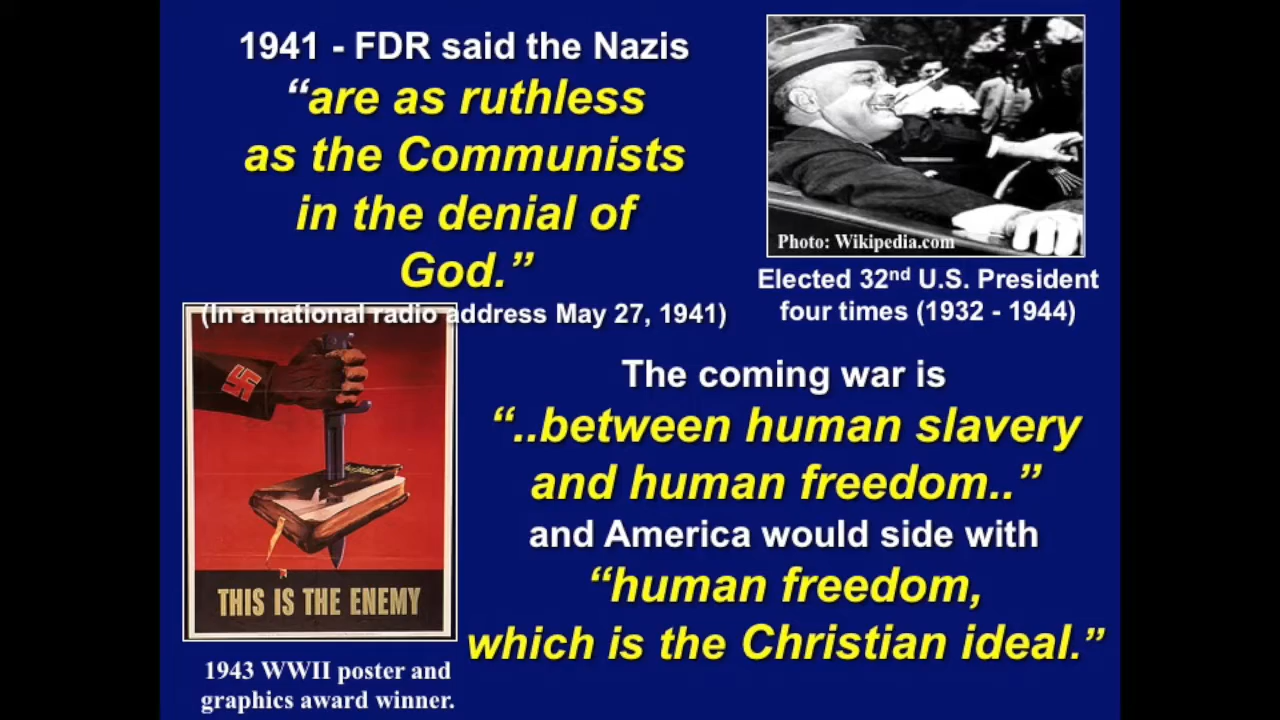 1941 - FDR said the Nazis
“are as ruthless
as the Communists
in the denial of
God.”
(In a national radio address May 27, 1941)
Photo: Wikipedia.com
Elected 32nd U.S. President
four times (1932 - 1944)
The coming war is
“..between human slavery
and human freedom..”
and America would side with
“human freedom,
which is the Christian ideal.”
THIS IS THE ENEMY
1943 WWII poster and
graphics award winner.